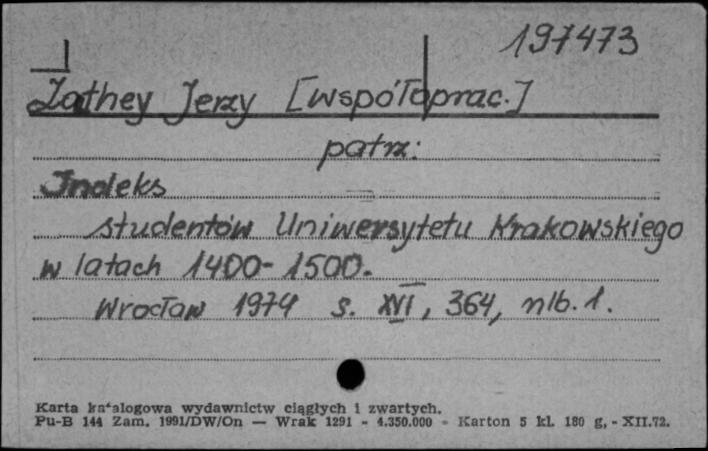 197473
Zathey Jerzy [współoprac.]
patrz:
Indeks
studentów Uniwersytetu Krakowskiego
w latach 1400-1500.
Wrocław 1974 s. XVI, 364, nlb. 1.
Karta katalogowa wydawnictw ciągłych i zwartych.
Pu-B 144 Zam. 1991/DW/On — Wrak 1291 - 4.350.000 - Karton 5 kl. 180 g, - XII.72.